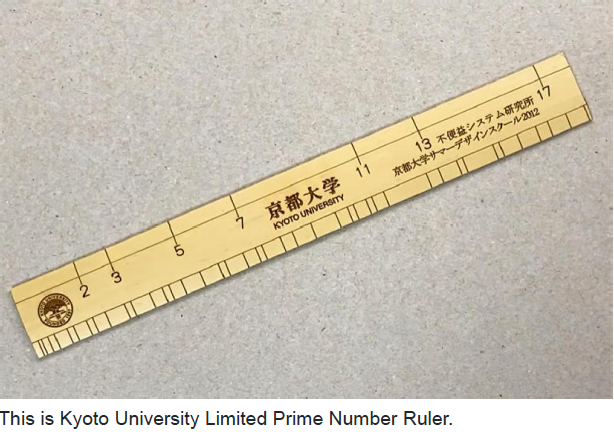 2 3 5 7 11 13 17
京都大学
KYOTO UNIVERSITY
不便益システム研究所
京都大学サマーデザインスクール2012
This is Kyoto University Limited Prime Number Ruler.